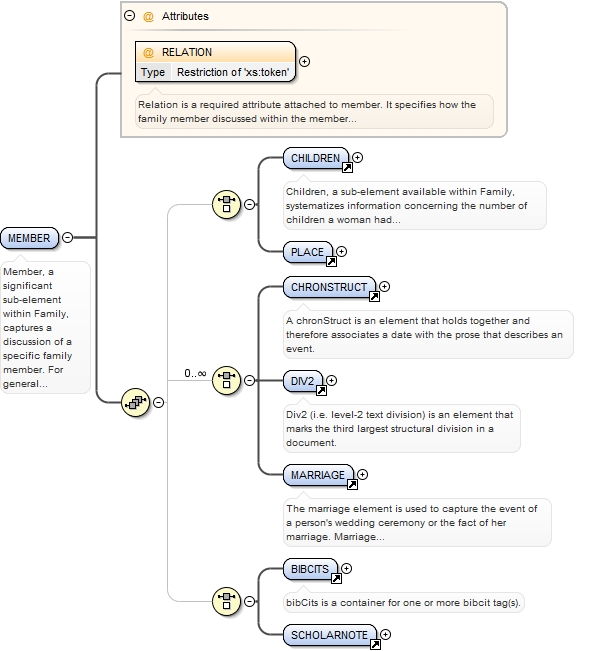 @ Attributes
@ RELATION
Type Restriction of 'xs:token'
Relation is a required attribute attached to member. It specifies how the
family member discussed within the member...
CHILDREN
Children, a sub-element available within Family,
systematizes information concerning the number of
children a woman had...
PLACE
MEMBER
Member, a
significant
sub-element
within Family,
captures a
discussion of a
specific family
member. For
general...
CHRONSTRUCT
A chronStruct is an element that holds together and
therefore associates a date with the prose that describes an
event.
0..∞
DIV2
Div2 (i.e. level-2 text division) is an element that
marks the third largest structural division in a
document.
MARRIAGE
The marriage element is used to capture the event of
a person's wedding ceremony or the fact of her
marriage. Marriage...
BIBCITS
bibCits is a container for one or more bibcit tag(s).
SCHOLARNOTE